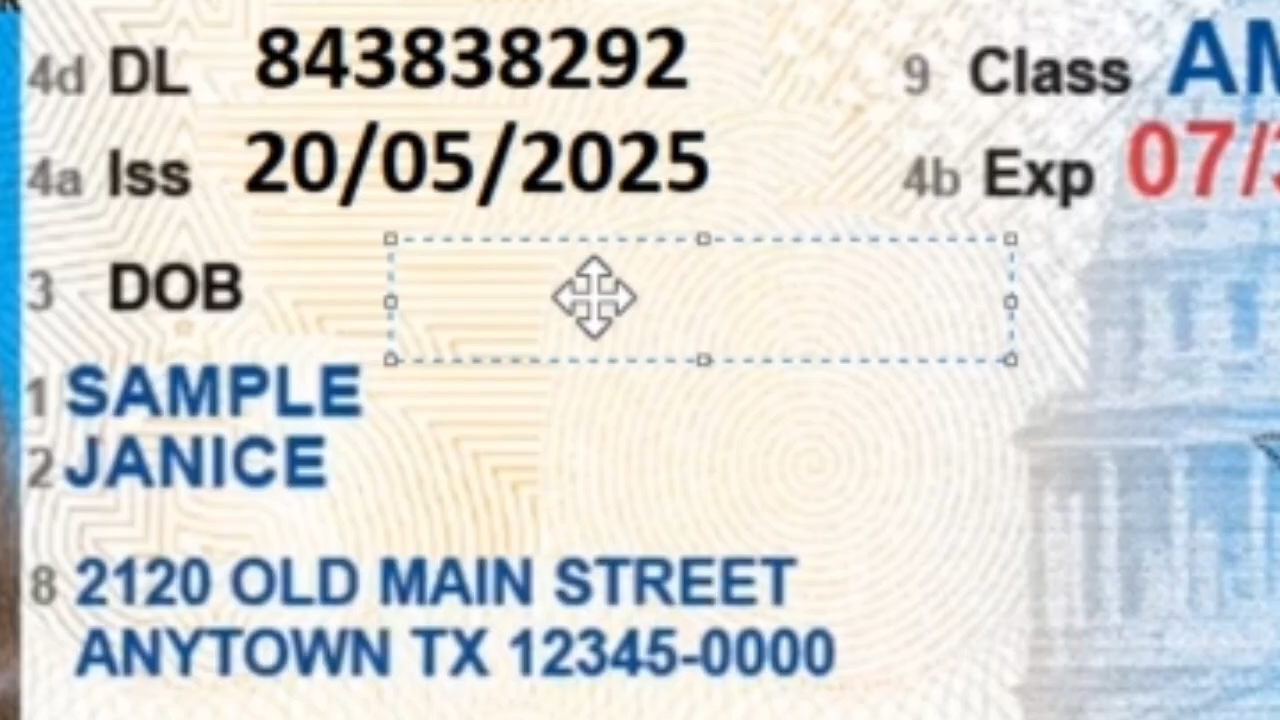 4d DL 843838292
9 Class AM
4a Iss 20/05/2025
4b Exp 07/3
3 DOB
1 SAMPLE
2 JANICE
8 2120 OLD MAIN STREET
ANYTOWN TX 12345-0000